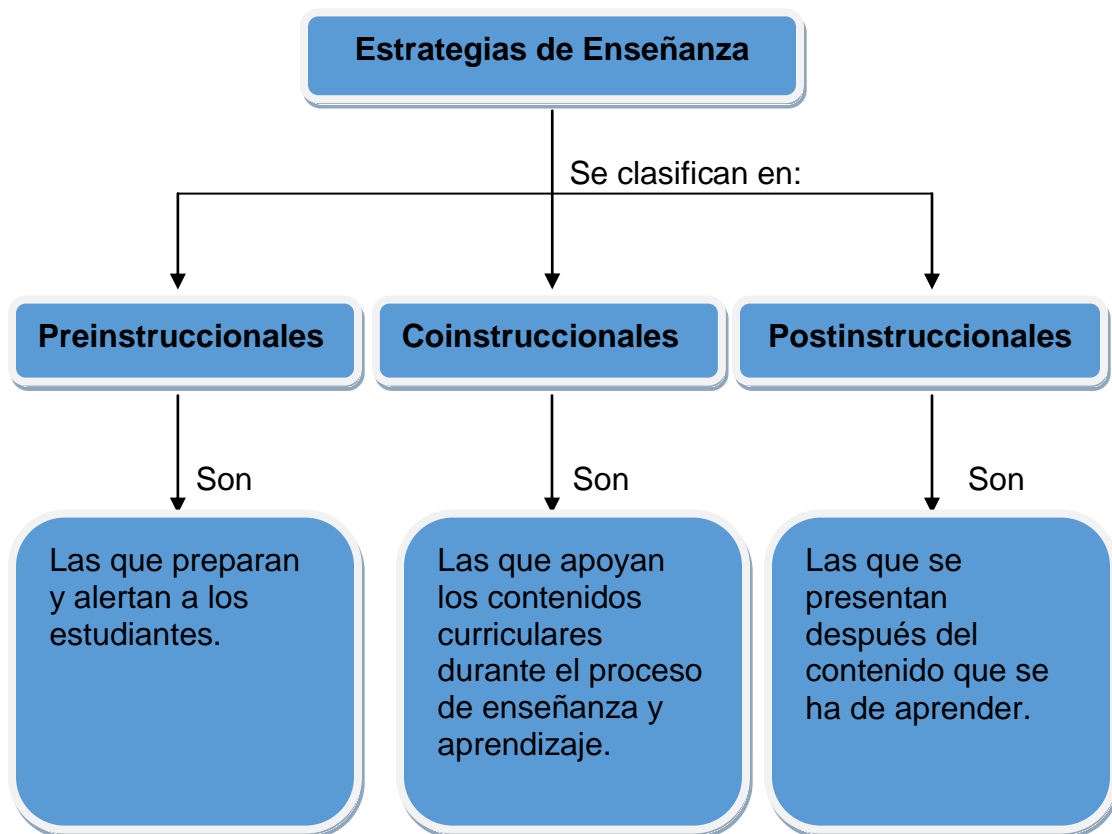 Estrategias de Enseñanza
Se clasifican en:
Preinstruccionales
Coinstruccionales
Postinstruccionales
Son
Son
Son
Las que preparan
y alertan a los
estudiantes.
Las que apoyan
los contenidos
curriculares
durante el proceso
de enseñanza y
aprendizaje.
Las que se
presentan
después del
contenido que se
ha de aprender.